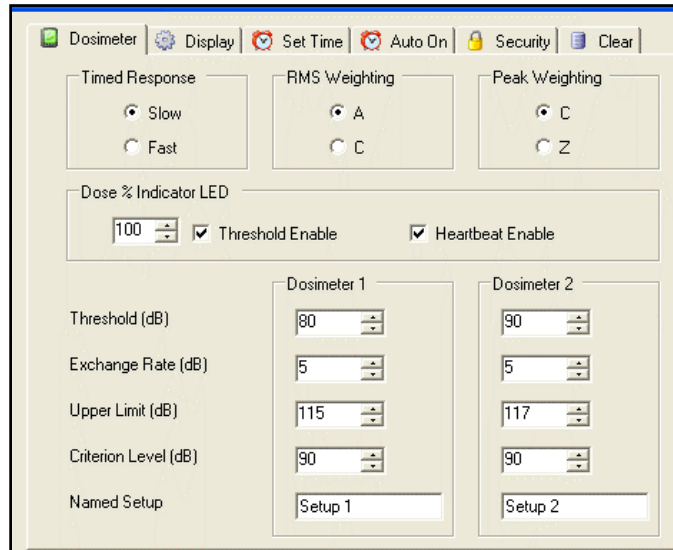 Dosimeter Display Set Time Auto On Security Clear
Timed Response RMS Weighting Peak Weighting
Slow A C
Fast C Z
Dose % Indicator LED
100 Threshold Enable Heartbeat Enable
Dosimeter 1 Dosimeter 2
Threshold (dB) 80 90
Exchange Rate (dB) 5 5
Upper Limit (dB) 115 117
Criterion Level (dB) 90 90
Named Setup Setup 1 Setup 2